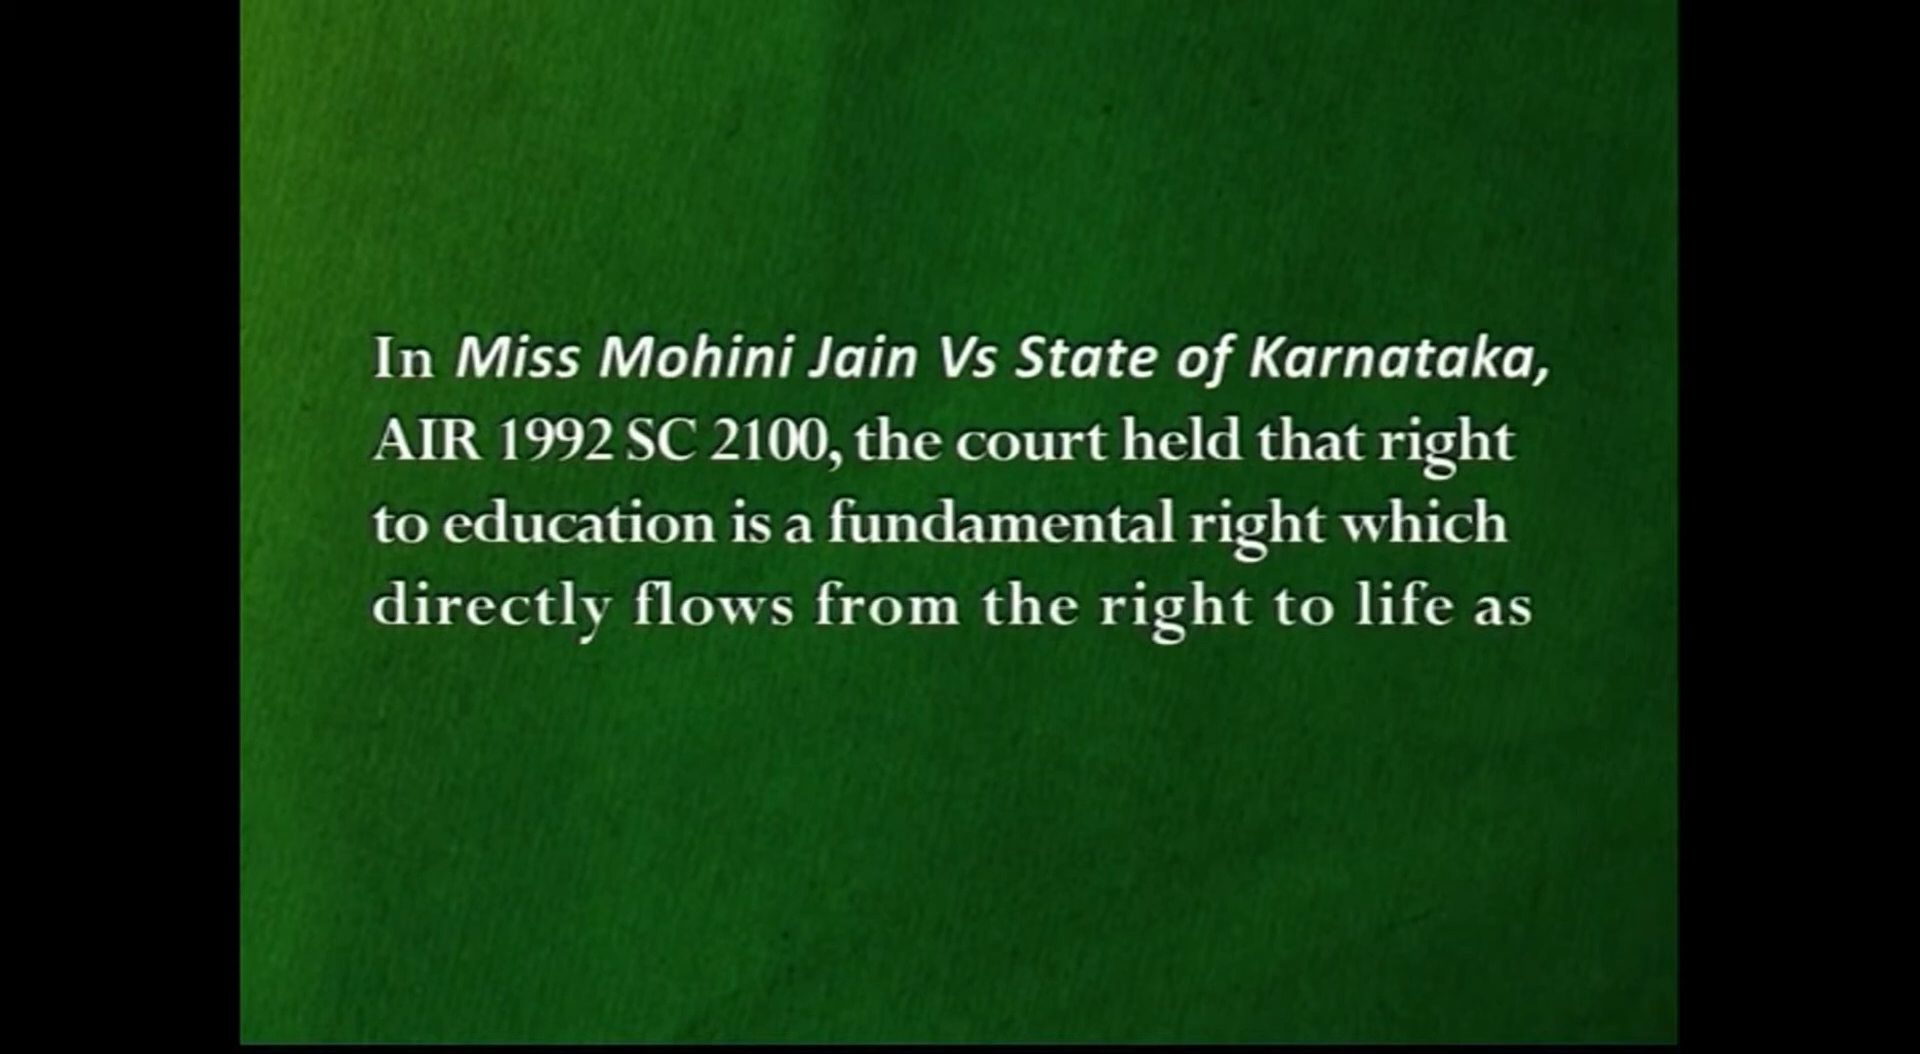 In Miss Mohini Jain Vs State of Karnataka,
AIR 1992 SC 2100, the court held that right
to education is a fundamental right which
directly flows from the right to life as